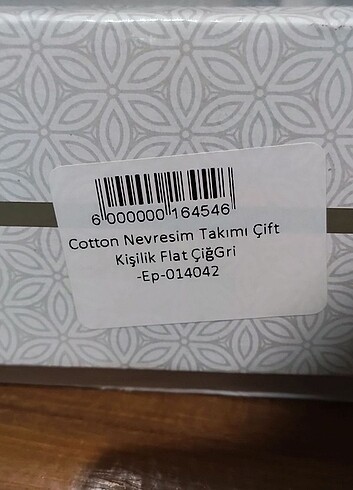 6 000000 164546
Cotton Nevresim Takımı Çift
Kişilik Flat ÇiğGri
-Ep-014042